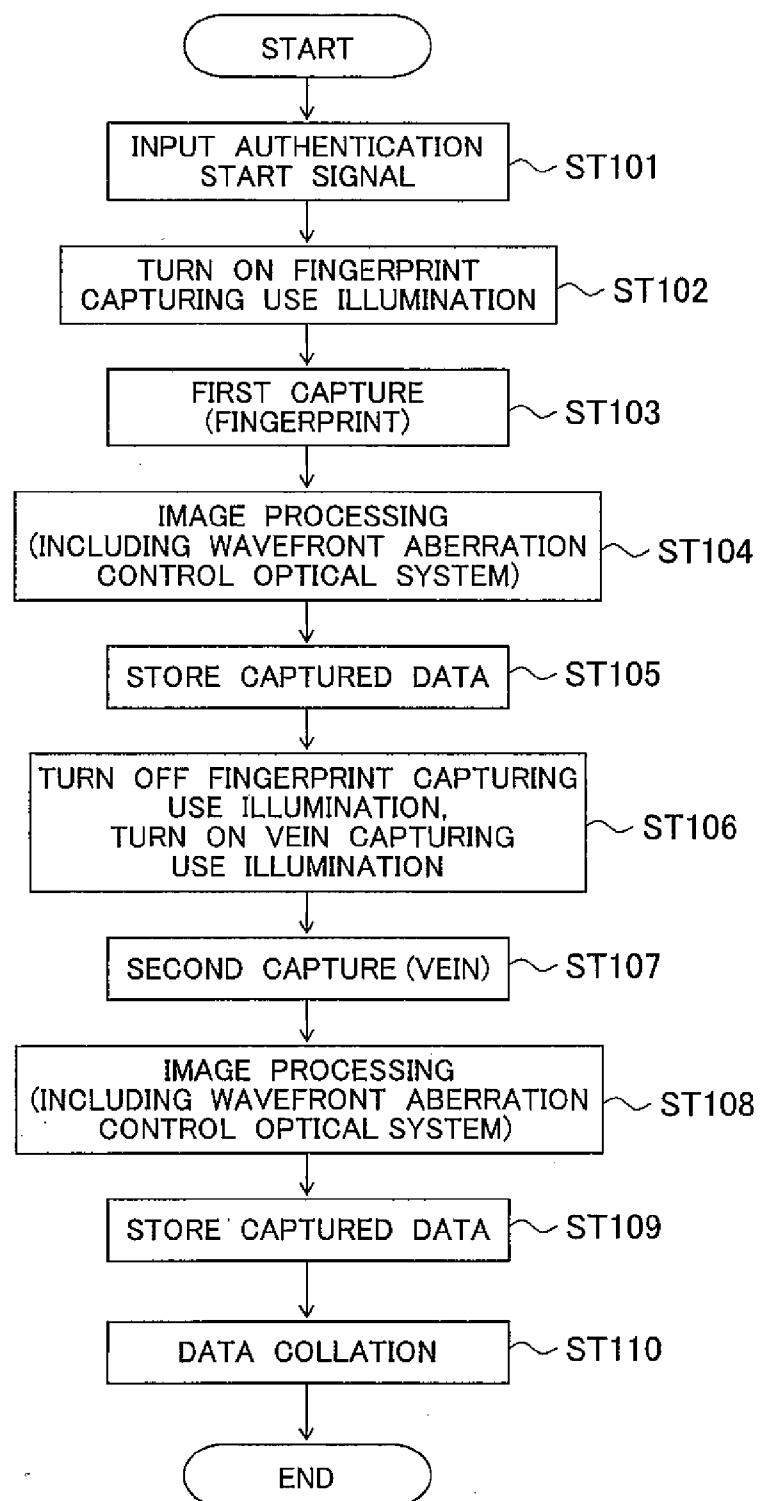 START
INPUT AUTHENTICATION
START SIGNAL
ST101
TURN ON FINGERPRINT
CAPTURING USE ILLUMINATION
ST102
FIRST CAPTURE
(FINGERPRINT)
ST103
IMAGE PROCESSING
(INCLUDING WAVEFRONT ABERRATION
CONTROL OPTICAL SYSTEM)
ST104
STORE CAPTURED DATA
ST105
TURN OFF FINGERPRINT CAPTURING
USE ILLUMINATION,
TURN ON VEIN CAPTURING
USE ILLUMINATION
ST106
SECOND CAPTURE (VEIN)
ST107
IMAGE PROCESSING
(INCLUDING WAVEFRONT ABERRATION
CONTROL OPTICAL SYSTEM)
ST108
STORE CAPTURED DATA
ST109
DATA COLLATION
ST110
END